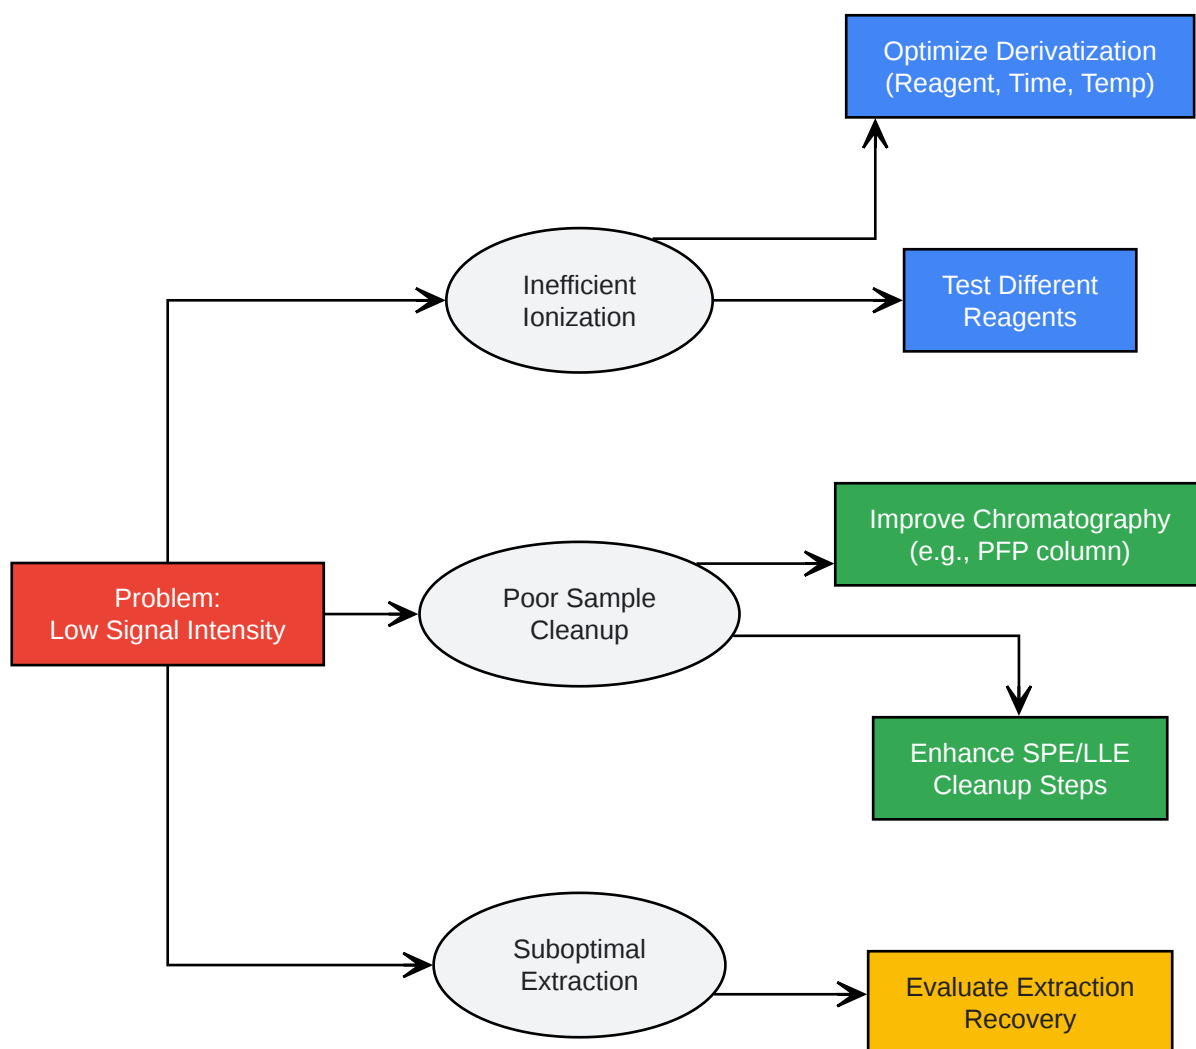 Optimize Derivatization
(Reagent, Time, Temp)
Inefficient
Ionization
Test Different
Reagents
Improve Chromatography
(e.g., PFP column)
Problem:
Low Signal Intensity
Poor Sample
Cleanup
Enhance SPE/LLE
Cleanup Steps
Suboptimal
Extraction
Evaluate Extraction
Recovery